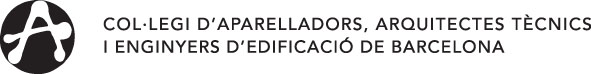 COL·LEGI D’APARELLADORS, ARQUITECTES TÈCNICS
I ENGINYERS D’EDIFICACIÓ DE BARCELONA